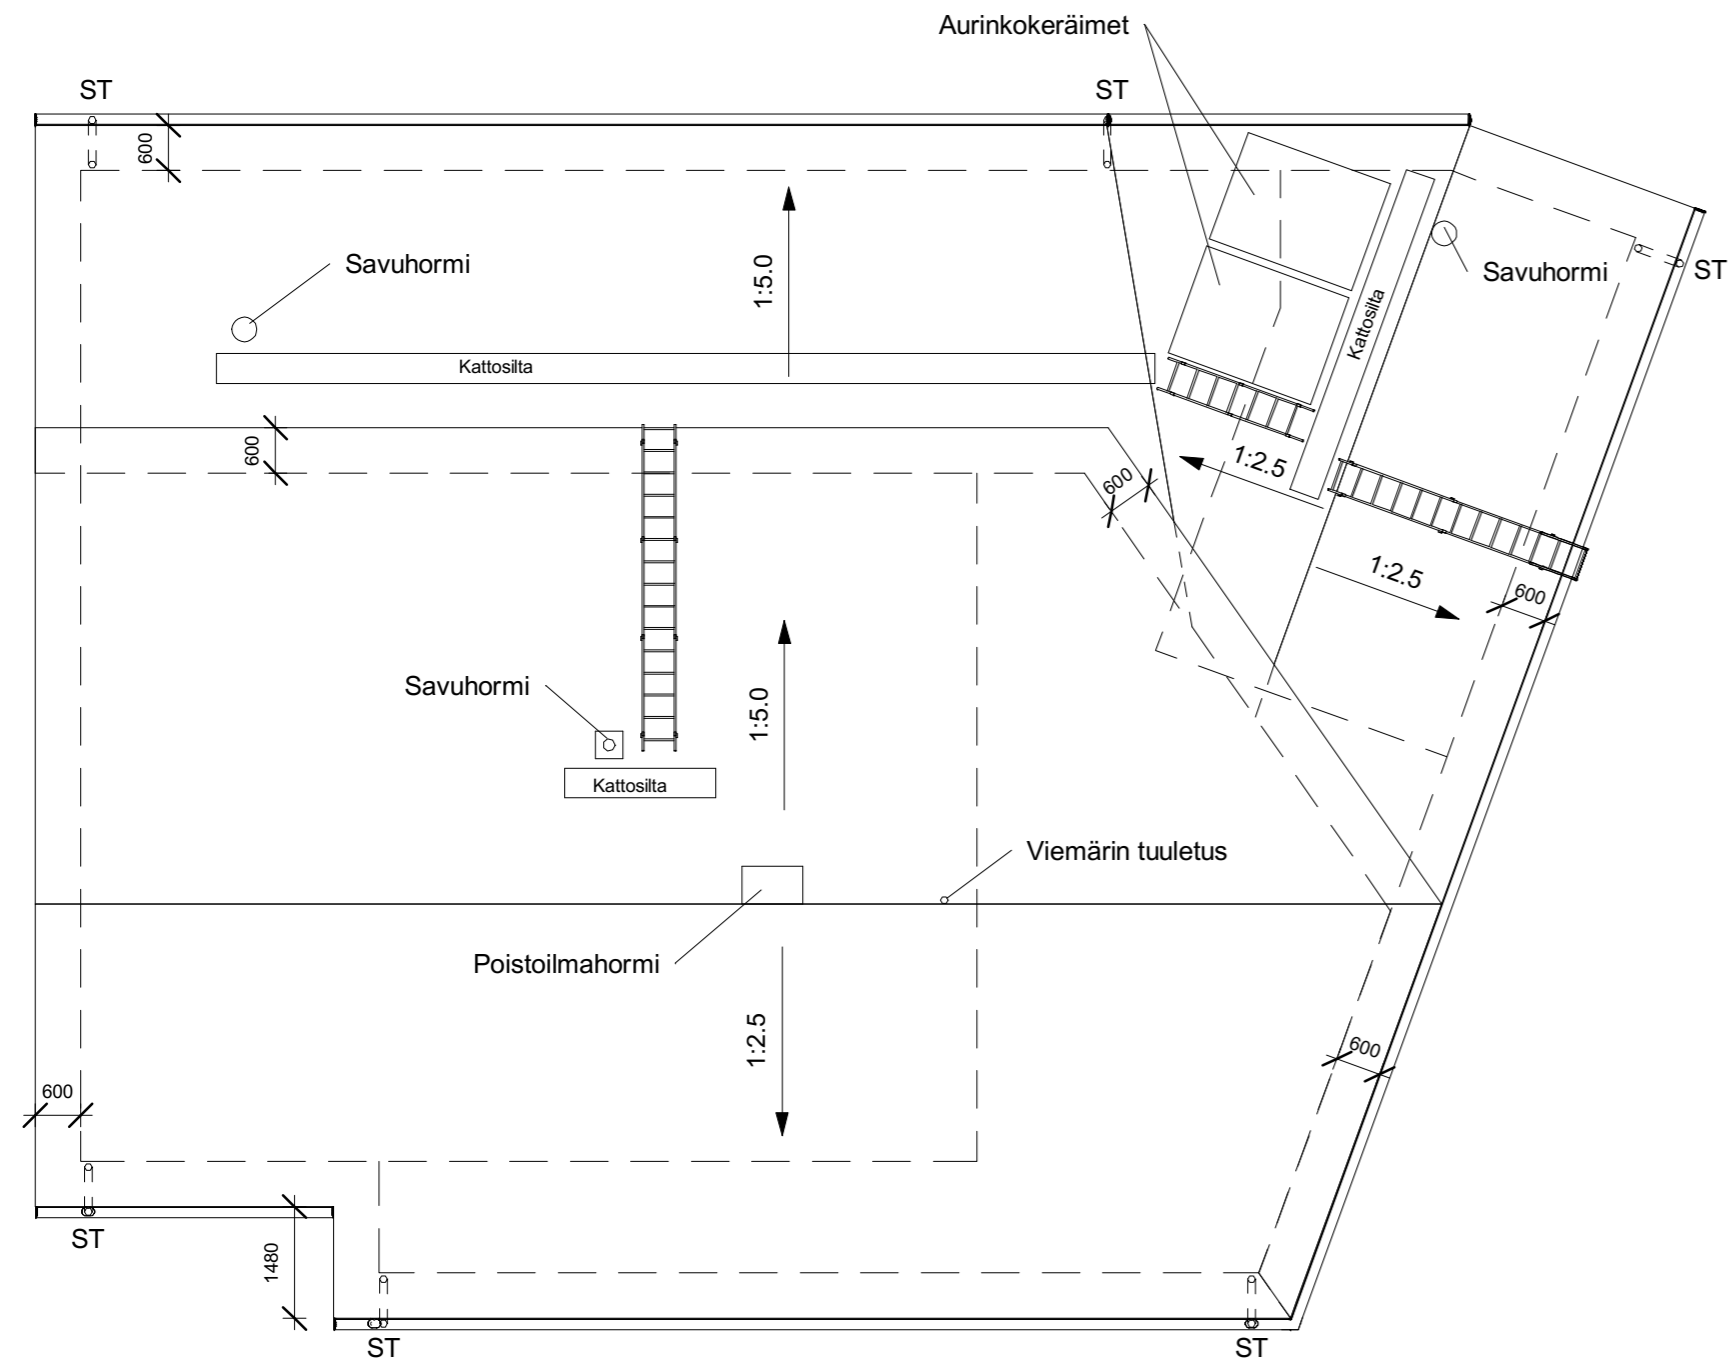 Aurinkokeräimet
ST
ST
600
Savuhormi
1:5.0
Savuhormi
ST
Kattosilta
Kattosilta
600
1:2.5
600
1:2.5
600
Savuhormi
1:5.0
Kattosilta
Viemärin tuuletus
Poistoilmahormi
1:2.5
600
600
ST
1480
ST
ST